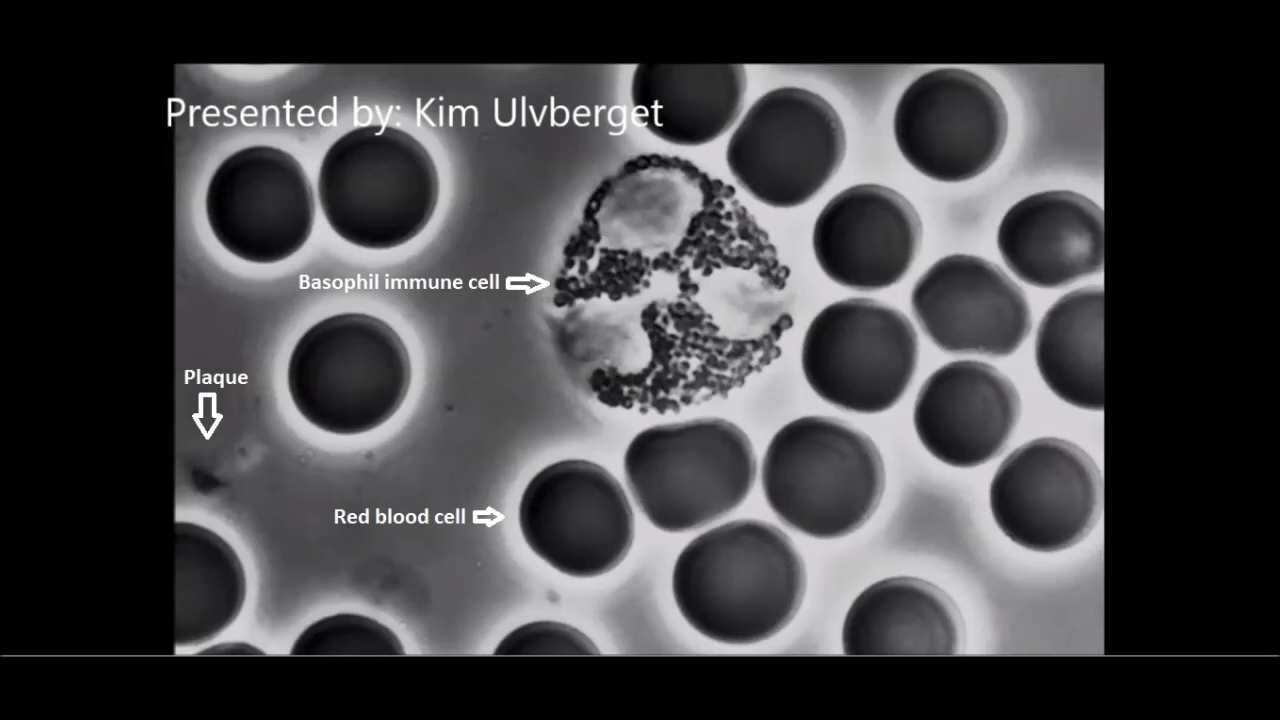 Presented by: Kim Ulvberget
Basophil immune cell
Plaque
Red blood cell